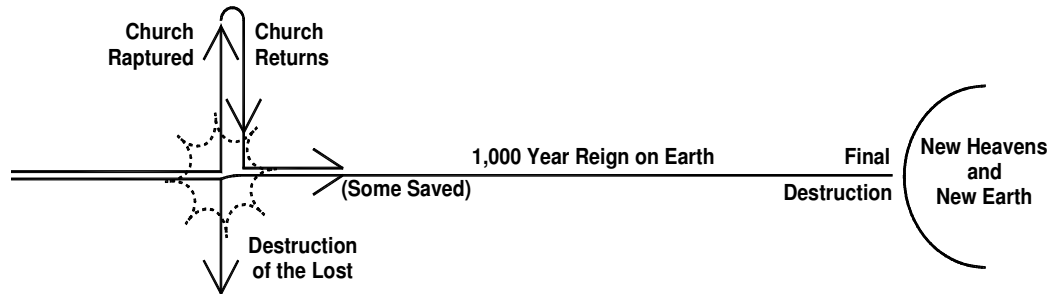 Church
Raptured
Church
Returns
1,000 Year Reign on Earth
Final
Destruction
(Some Saved)
New Heavens
and
New Earth
Destruction
of the Lost